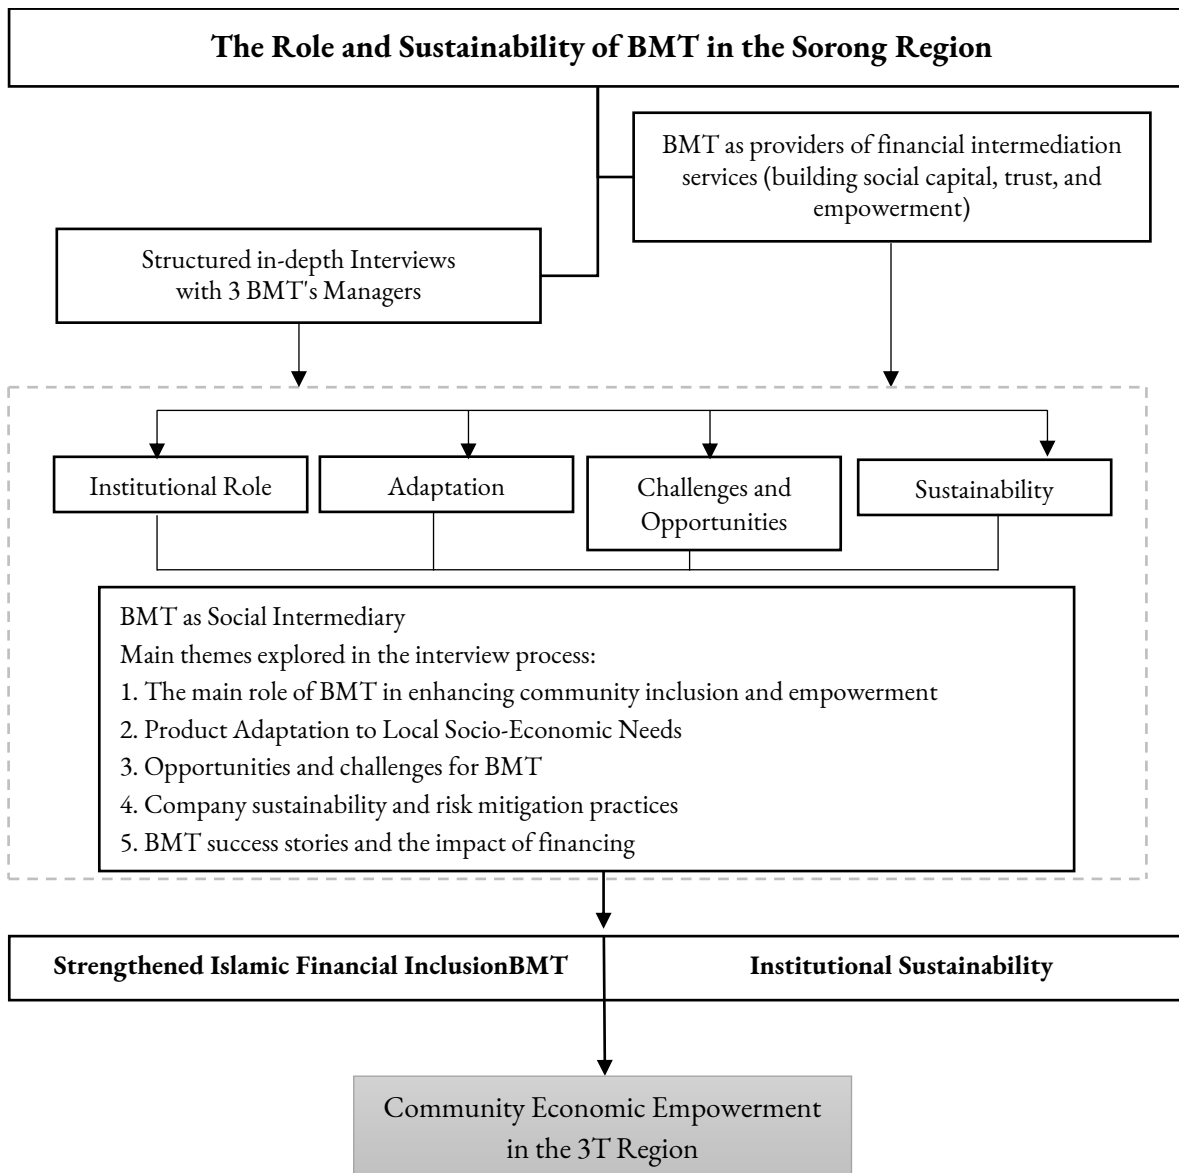 The Role and Sustainability of BMT in the Sorong Region
BMT as providers of financial intermediation
services (building social capital, trust, and
empowerment)
Structured in-depth Interviews
with 3 BMT's Managers
Institutional Role
Adaptation
Challenges and
Opportunities
Sustainability
BMT as Social Intermediary
Main themes explored in the interview process:
1. The main role of BMT in enhancing community inclusion and empowerment
2. Product Adaptation to Local Socio-Economic Needs
3. Opportunities and challenges for BMT
4. Company sustainability and risk mitigation practices
5. BMT success stories and the impact of financing
Strengthened Islamic Financial InclusionBMT
Institutional Sustainability
Community Economic Empowerment
in the 3T Region